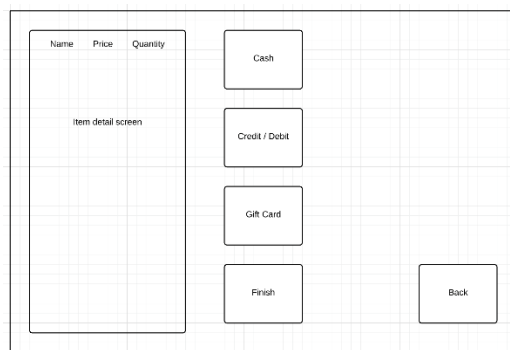 Name Price Quantity
Item detail screen
Cash
Credit / Debit
Gift Card
Finish
Back